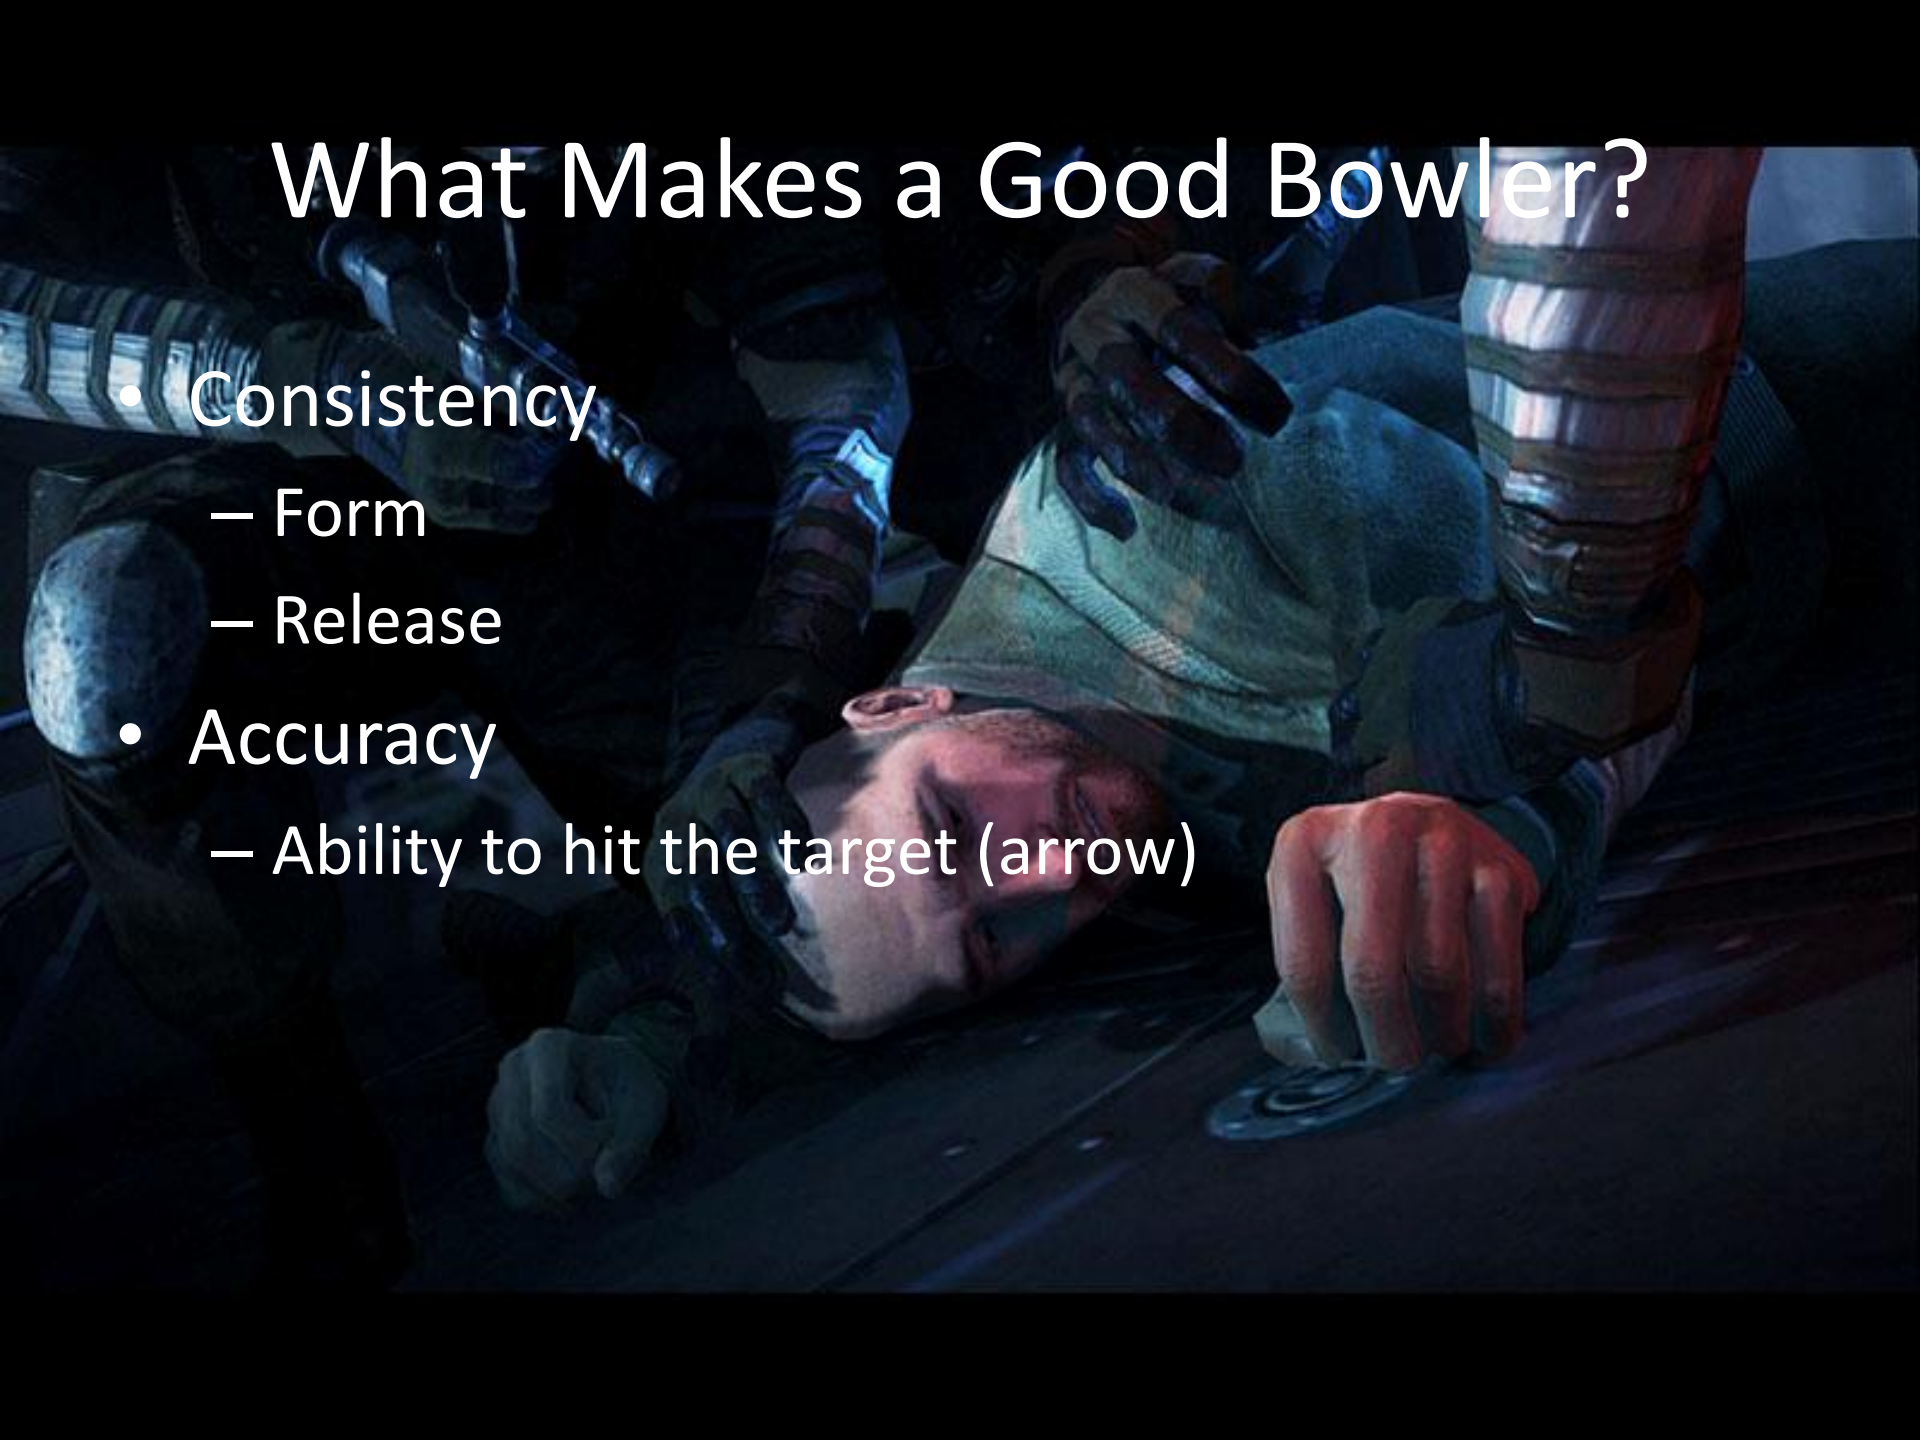 What Makes a Good Bowler?
• Consistency
– Form
– Release
• Accuracy
– Ability to hit the target (arrow)